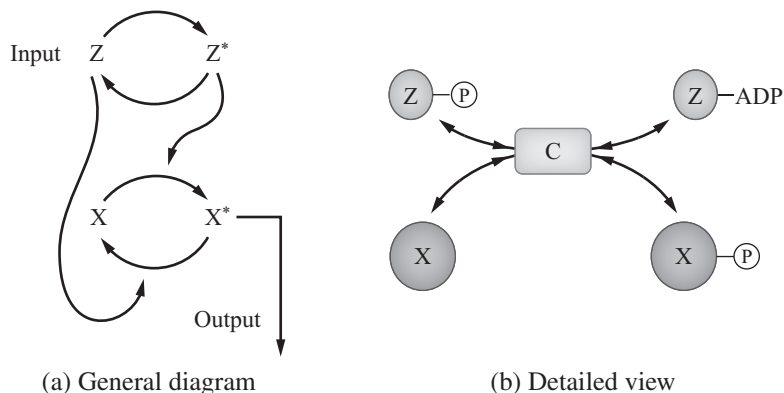 Input Z Z*
X X*
Output
(a) General diagram
Z P
Z ADP
C
X
X P
(b) Detailed view